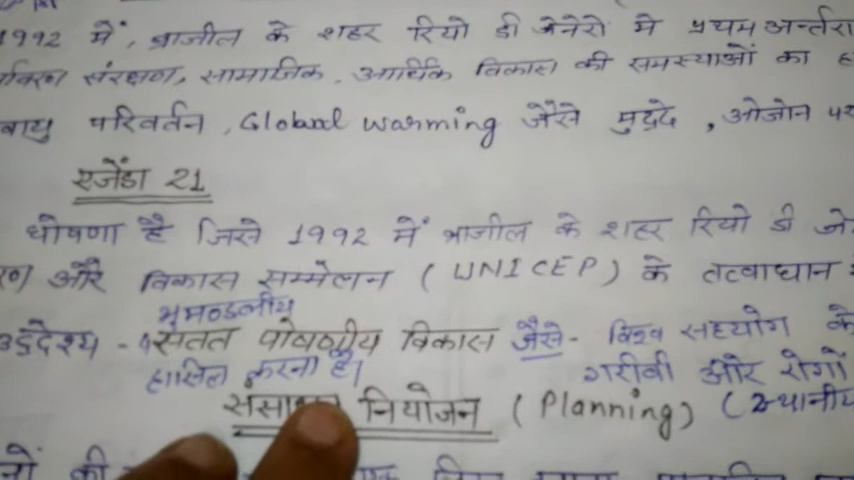 1992 में, ब्राजील के शहर रियो डी जेनेरो मे प्रथम अर्न्तरा
संरक्षण, सामाजिक, आर्थिक विकास की समस्याओं का ह
वायु परिवर्तन, Global warming जैसे मुद्दे, ओजोन
एजेंडा 21
घोषणा है जिसे 1992 में ब्राजील के शहर रियो डी जे
और विकास सम्मेलन (UNICEP) के तत्वाधान
भूमण्डलीय
उद्देश्य - सतत पोषणीय विकास जैसे- विश्व सहयोग के
हासिल करना है। गरीबी और रोगों
नियोजन (Planning) (स्थानीय